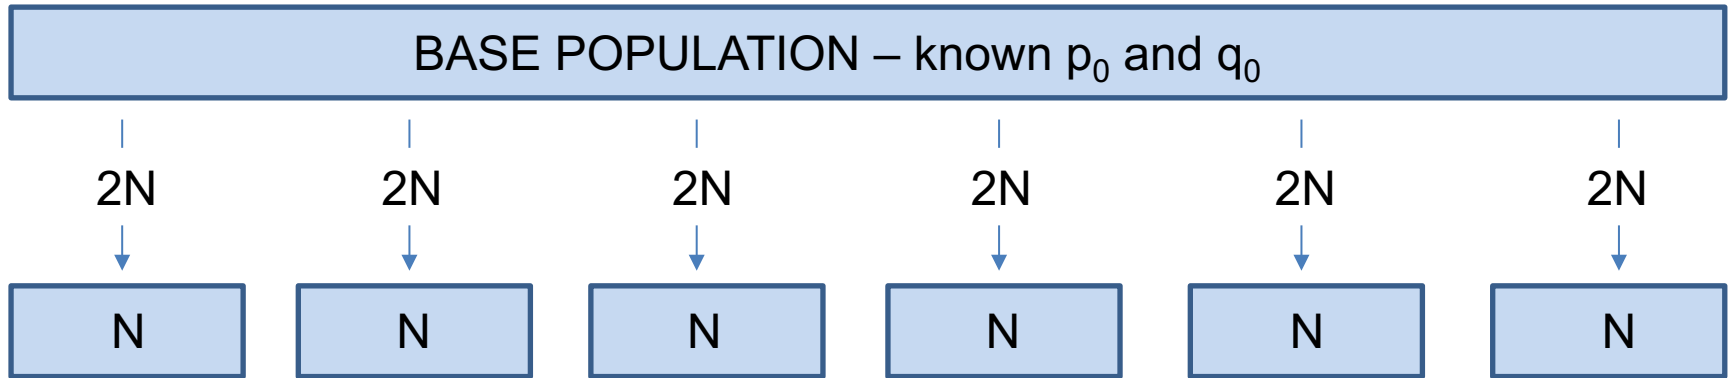 BASE POPULATION – known p₀ and q₀
2N 2N 2N 2N 2N 2N
N N N N N N